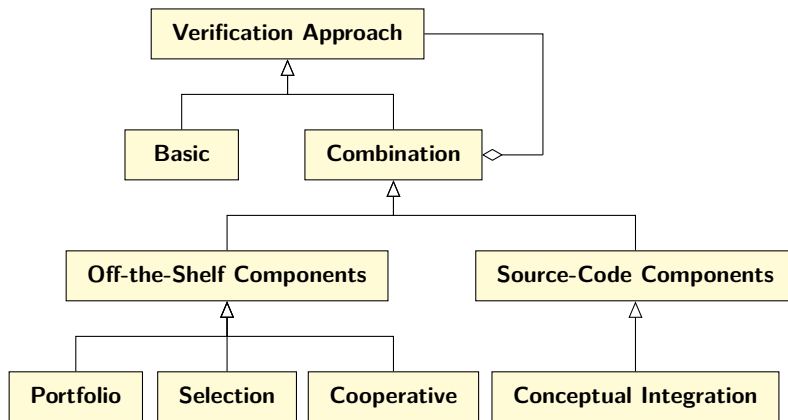 Verification Approach
Basic
Combination
Off-the-Shelf Components
Source-Code Components
Portfolio
Selection
Cooperative
Conceptual Integration